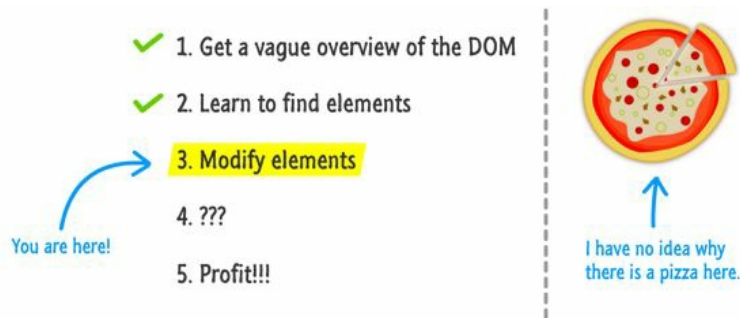 1. Get a vague overview of the DOM
2. Learn to find elements
3. Modify elements
4. ???
You are here!
5. Profit!!!
I have no idea why
there is a pizza here.